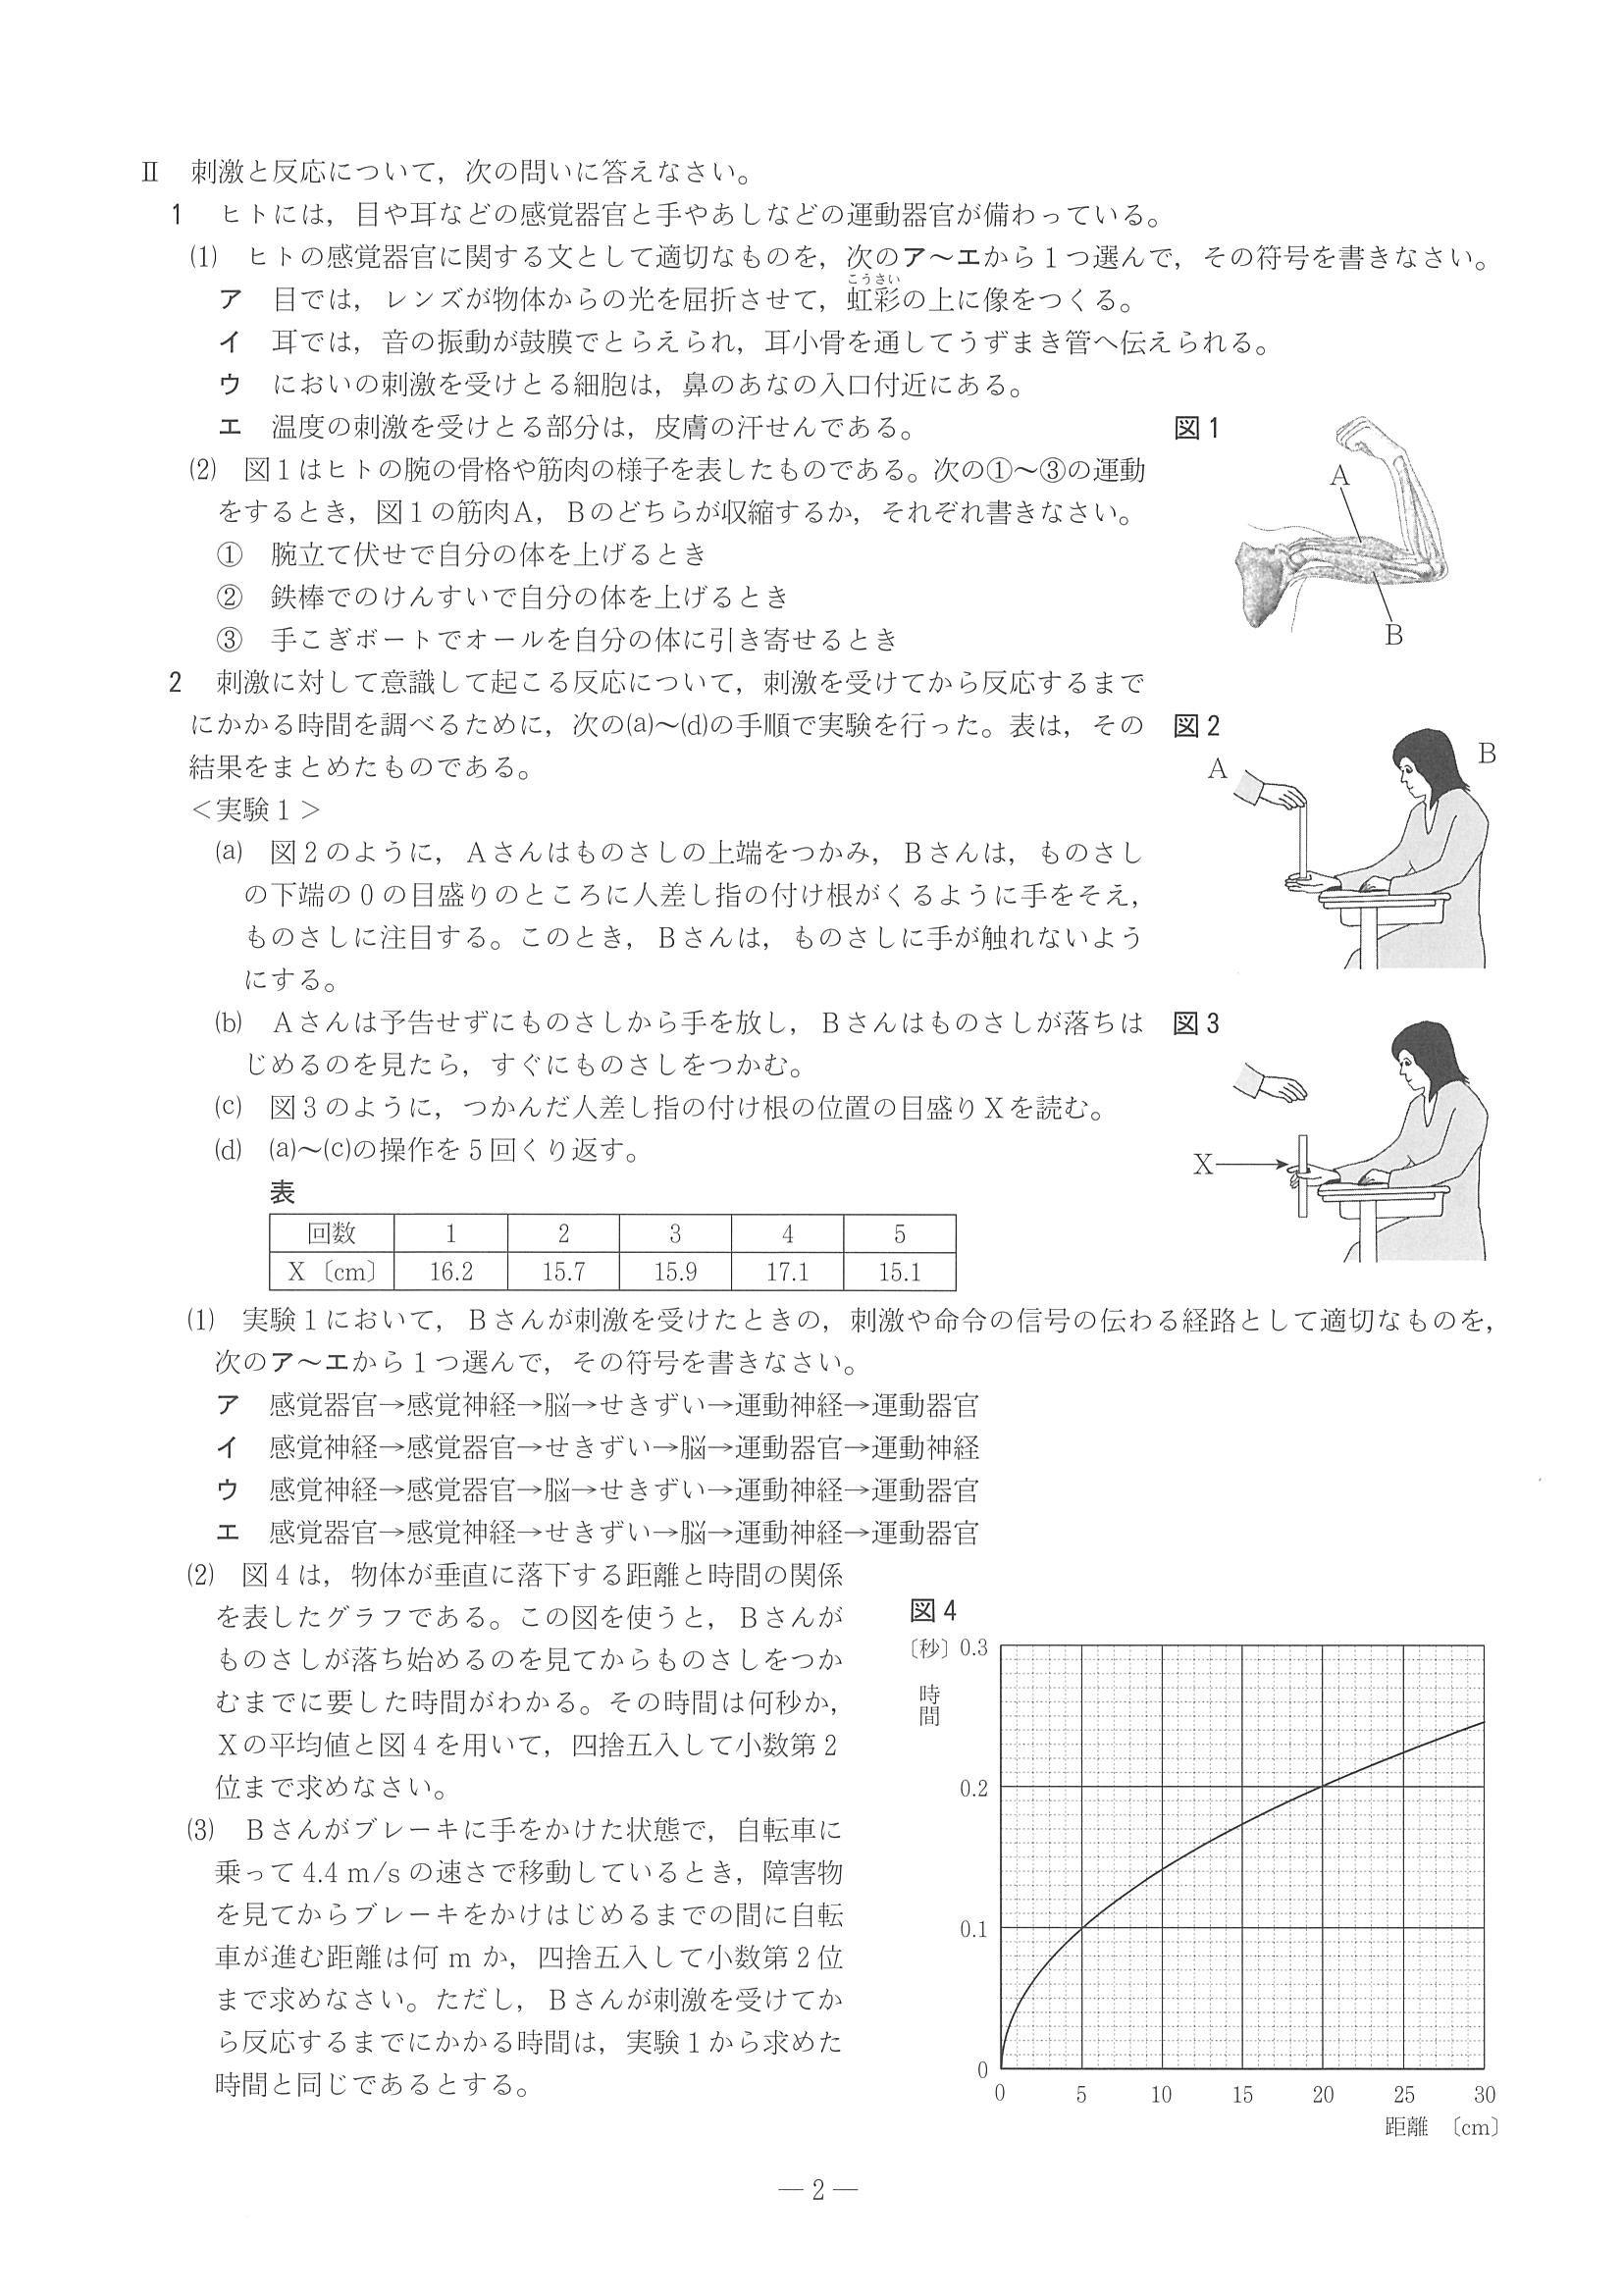 Ⅱ　刺激と反応について，次の問いに答えなさい。
1　ヒトには，目や耳などの感覚器官と手やあしなどの運動器官が備わっている。
⑴　ヒトの感覚器官に関する文として適切なものを，次のア～エから１つ選んで，その符号を書きなさい。
こうさい
ア　目では，レンズが物体からの光を屈折させて，虹彩の上に像をつくる。
イ　耳では，音の振動が鼓膜でとらえられ，耳小骨を通してうずまき管へ伝えられる。
ウ　においの刺激を受けとる細胞は，鼻のあなの入口付近にある。
エ　温度の刺激を受けとる部分は，皮膚の汗せんである。
⑵　図１はヒトの腕の骨格や筋肉の様子を表したものである。次の①～③の運動
をするとき，図１の筋肉Ａ，Ｂのどちらが収縮するか，それぞれ書きなさい。
①　腕立て伏せで自分の体を上げるとき
②　鉄棒でのけんすいで自分の体を上げるとき
③　手こぎボートでオールを自分の体に引き寄せるとき
図1
A
B
2　刺激に対して意識して起こる反応について，刺激を受けてから反応するまで
にかかる時間を調べるために，次の(a)～(d)の手順で実験を行った。表は，その
結果をまとめたものである。
＜実験１＞
(a)　図２のように，Ａさんはものさしの上端をつかみ，Ｂさんは，ものさし
の下端の０の目盛りのところに人差し指の付け根がくるように手をそえ，
ものさしに注目する。このとき，Ｂさんは，ものさしに手が触れないよう
にする。
(b)　Ａさんは予告せずにものさしから手を放し，Ｂさんはものさしが落ちは
じめるのを見たら，すぐにものさしをつかむ。
(c)　図３のように，つかんだ人差し指の付け根の位置の目盛りＸを読む。
(d)　(a)～(c)の操作を５回くり返す。
図2
A
B
図3
X
表
回数　1　2　3　4　5
X〔cm〕　16.2　15.7　15.9　17.1　15.1
⑴　実験１において，Ｂさんが刺激を受けたときの，刺激や命令の信号の伝わる経路として適切なものを，
次のア～エから１つ選んで，その符号を書きなさい。
ア　感覚器官→感覚神経→脳→せきずい→運動神経→運動器官
イ　感覚神経→感覚器官→せきずい→脳→運動器官→運動神経
ウ　感覚神経→感覚器官→脳→せきずい→運動神経→運動器官
エ　感覚器官→感覚神経→せきずい→脳→運動神経→運動器官
⑵　図４は，物体が垂直に落下する距離と時間の関係
を表したグラフである。この図を使うと，Ｂさんが
ものさしが落ち始めるのを見てからものさしをつか
むまでに要した時間がわかる。その時間は何秒か，
Ｘの平均値と図４を用いて，四捨五入して小数第２
位まで求めなさい。
⑶　Ｂさんがブレーキに手をかけた状態で，自転車に
乗って4.4 m/sの速さで移動しているとき，障害物
を見てからブレーキをかけはじめるまでの間に自転
車が進む距離は何 m か，四捨五入して小数第２位
まで求めなさい。ただし，Ｂさんが刺激を受けてか
ら反応するまでにかかる時間は，実験１から求めた
時間と同じであるとする。
図4
〔秒〕 0.3
時間
0.2
0.1
0
0　5　10　15　20　25　30
距離　〔cm〕
— 2 —